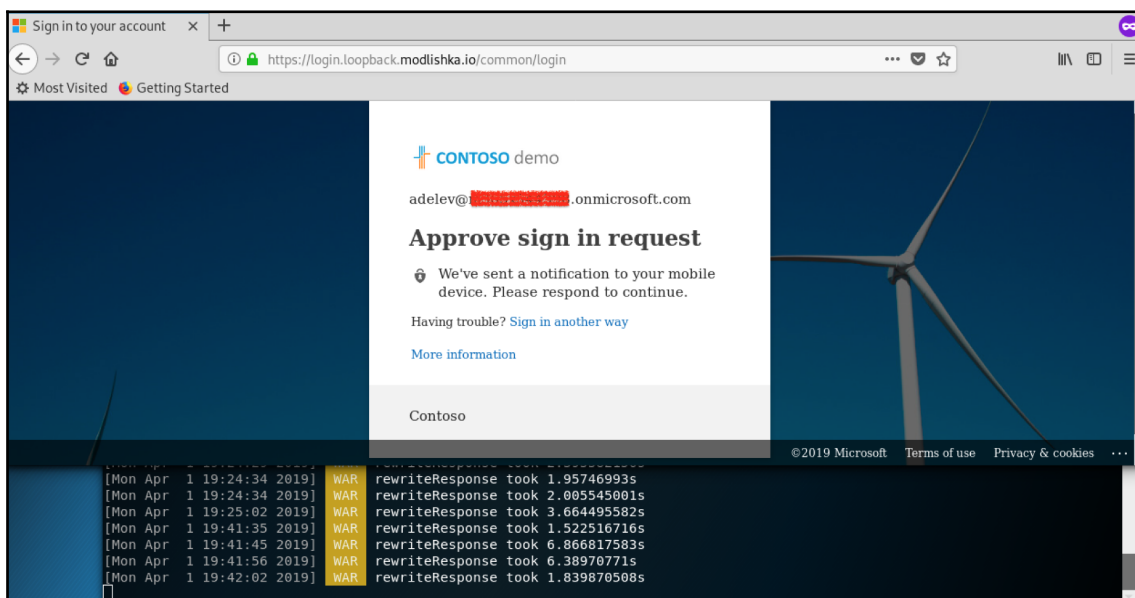 Sign in to your account
https://login.loopback.modlishka.io/common/login
Most Visited Getting Started
CONTOSO demo
adelev@ .onmicrosoft.com
Approve sign in request
We've sent a notification to your mobile
device. Please respond to continue.
Having trouble? Sign in another way
More information
Contoso
©2019 Microsoft Terms of use Privacy & cookies ...
[Mon Apr 1 19:24:34 2019] WAR rewriteResponse took 1.95746993s
[Mon Apr 1 19:24:34 2019] WAR rewriteResponse took 2.005545001s
[Mon Apr 1 19:25:02 2019] WAR rewriteResponse took 3.664495582s
[Mon Apr 1 19:41:35 2019] WAR rewriteResponse took 1.522516716s
[Mon Apr 1 19:41:45 2019] WAR rewriteResponse took 6.866817583s
[Mon Apr 1 19:41:56 2019] WAR rewriteResponse took 6.38970771s
[Mon Apr 1 19:42:02 2019] WAR rewriteResponse took 1.839870508s